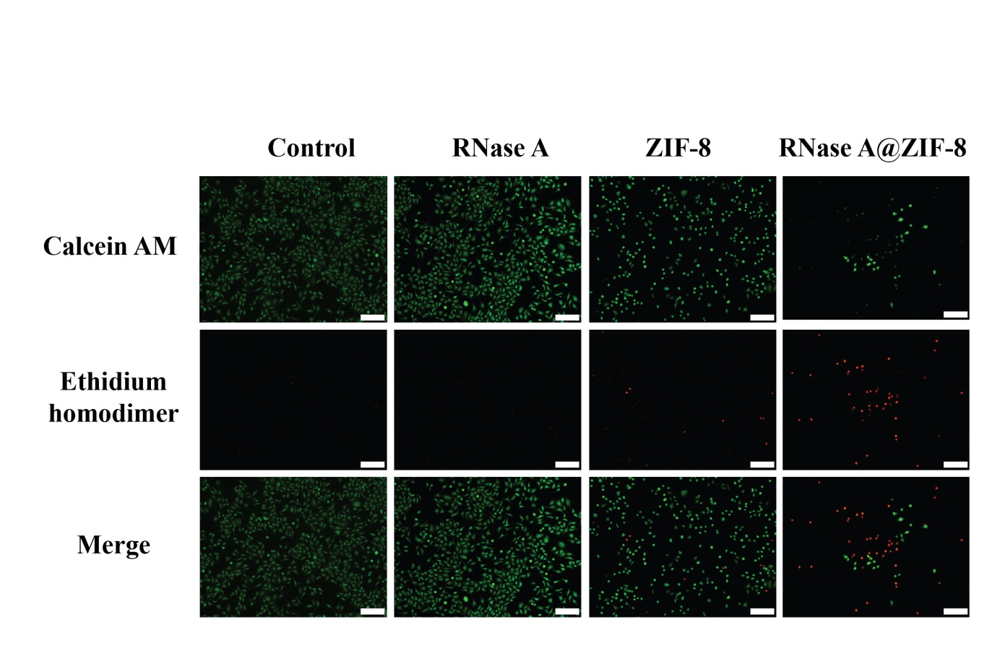 Control RNase A ZIF-8 RNase A@ZIF-8
Calcein AM
Ethidium
homodimer
Merge